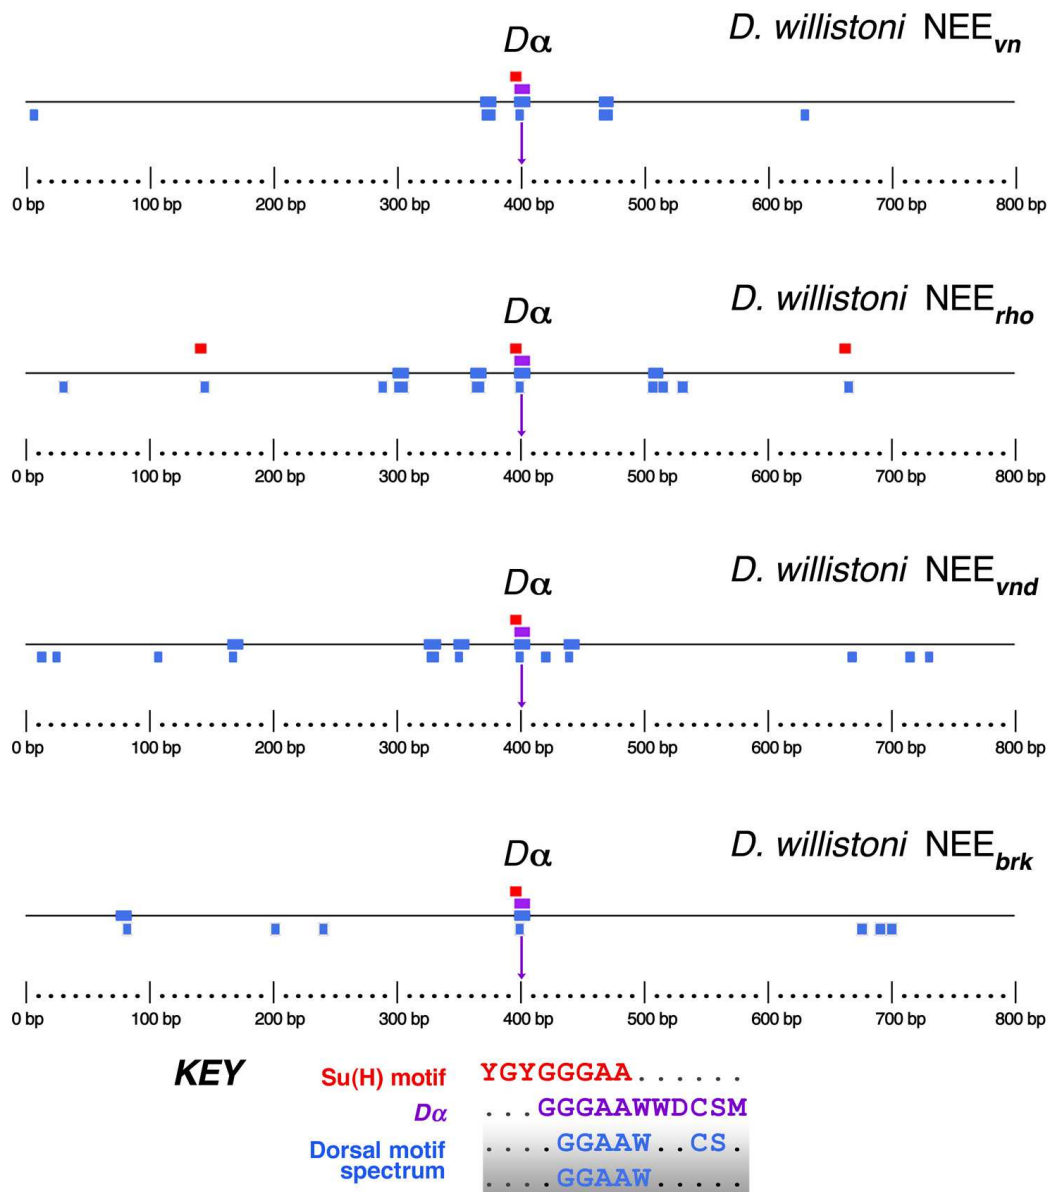 D. willistoni NEEvn
Dα
0 bp 100 bp 200 bp 300 bp 400 bp 500 bp 600 bp 700 bp 800 bp
D. willistoni NEErho
Dα
0 bp 100 bp 200 bp 300 bp 400 bp 500 bp 600 bp 700 bp 800 bp
D. willistoni NEEvnd
Dα
0 bp 100 bp 200 bp 300 bp 400 bp 500 bp 600 bp 700 bp 800 bp
D. willistoni NEEbrk
Dα
0 bp 100 bp 200 bp 300 bp 400 bp 500 bp 600 bp 700 bp 800 bp
KEY
Su(H) motif YGYGGGAA......
Dα ...GGGAAWWDCSM
Dorsal motif ....GGAAW..CS.
spectrum ....GGAAW.....